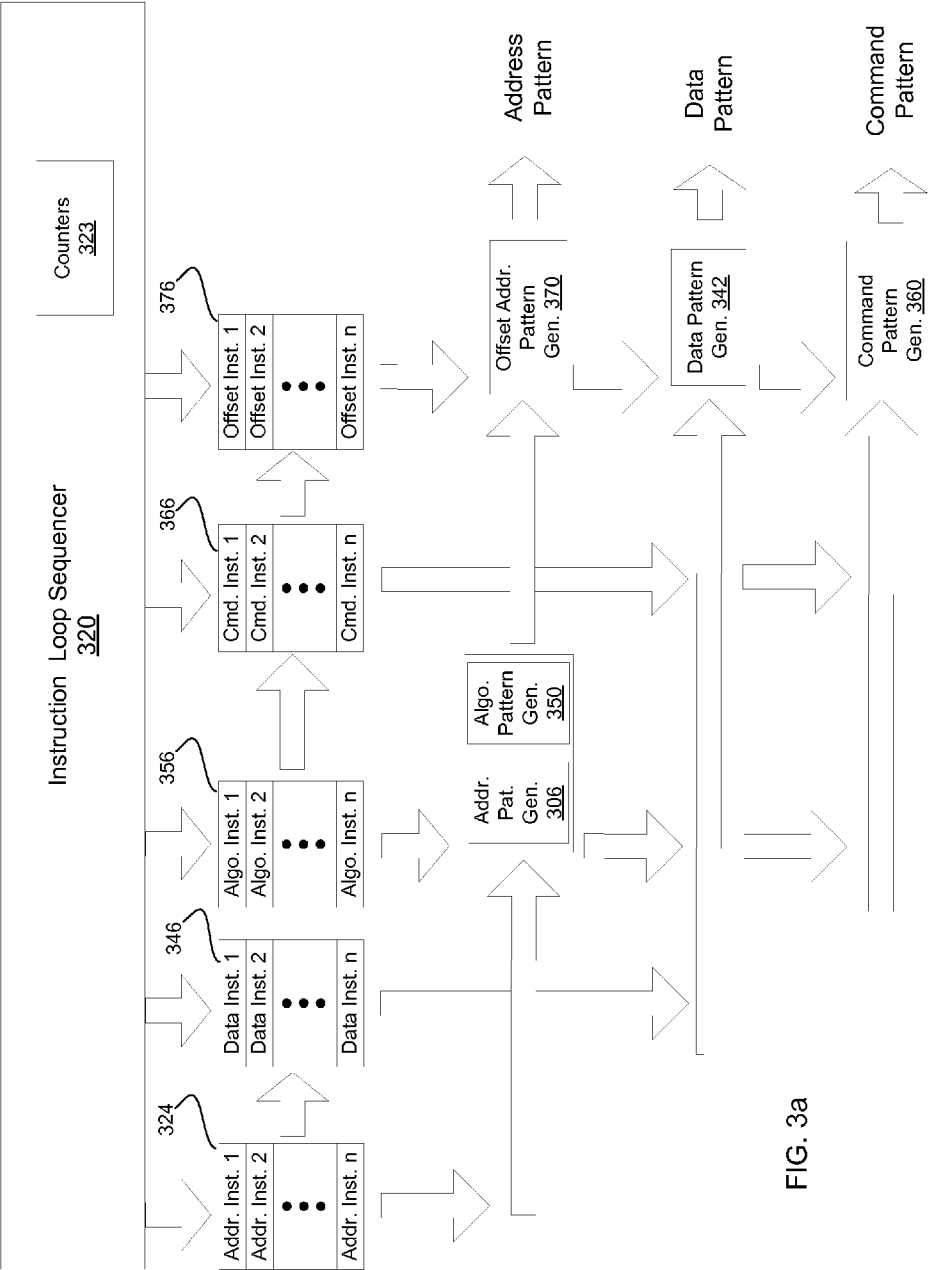 Instruction Loop Sequencer
320
Counters
323
324
346
356
366
376
Addr. Inst. 1
Addr. Inst. 2
Addr. Inst. n
Data Inst. 1
Data Inst. 2
Data Inst. n
Algo. Inst. 1
Algo. Inst. 2
Algo. Inst. n
Cmd. Inst. 1
Cmd. Inst. 2
Cmd. Inst. n
Offset Inst. 1
Offset Inst. 2
Offset Inst. n
Addr.
Pat.
Gen.
306
Algo.
Pattern
Gen.
350
Offset Addr.
Pattern
Gen. 370
Address
Pattern
Data Pattern
Gen. 342
Data
Pattern
Command
Pattern
Gen. 360
Command
Pattern
FIG. 3a